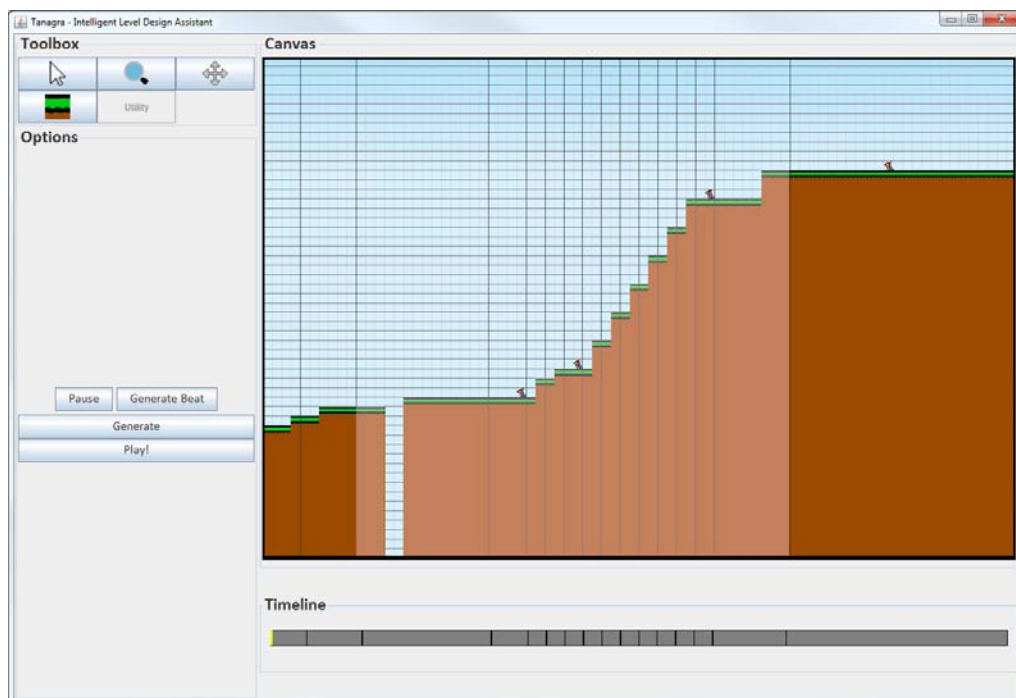 Tanagra - Intelligent Level Design Assistant
Toolbox
Canvas
Utility
Options
Pause
Generate Beat
Generate
Play!
Timeline